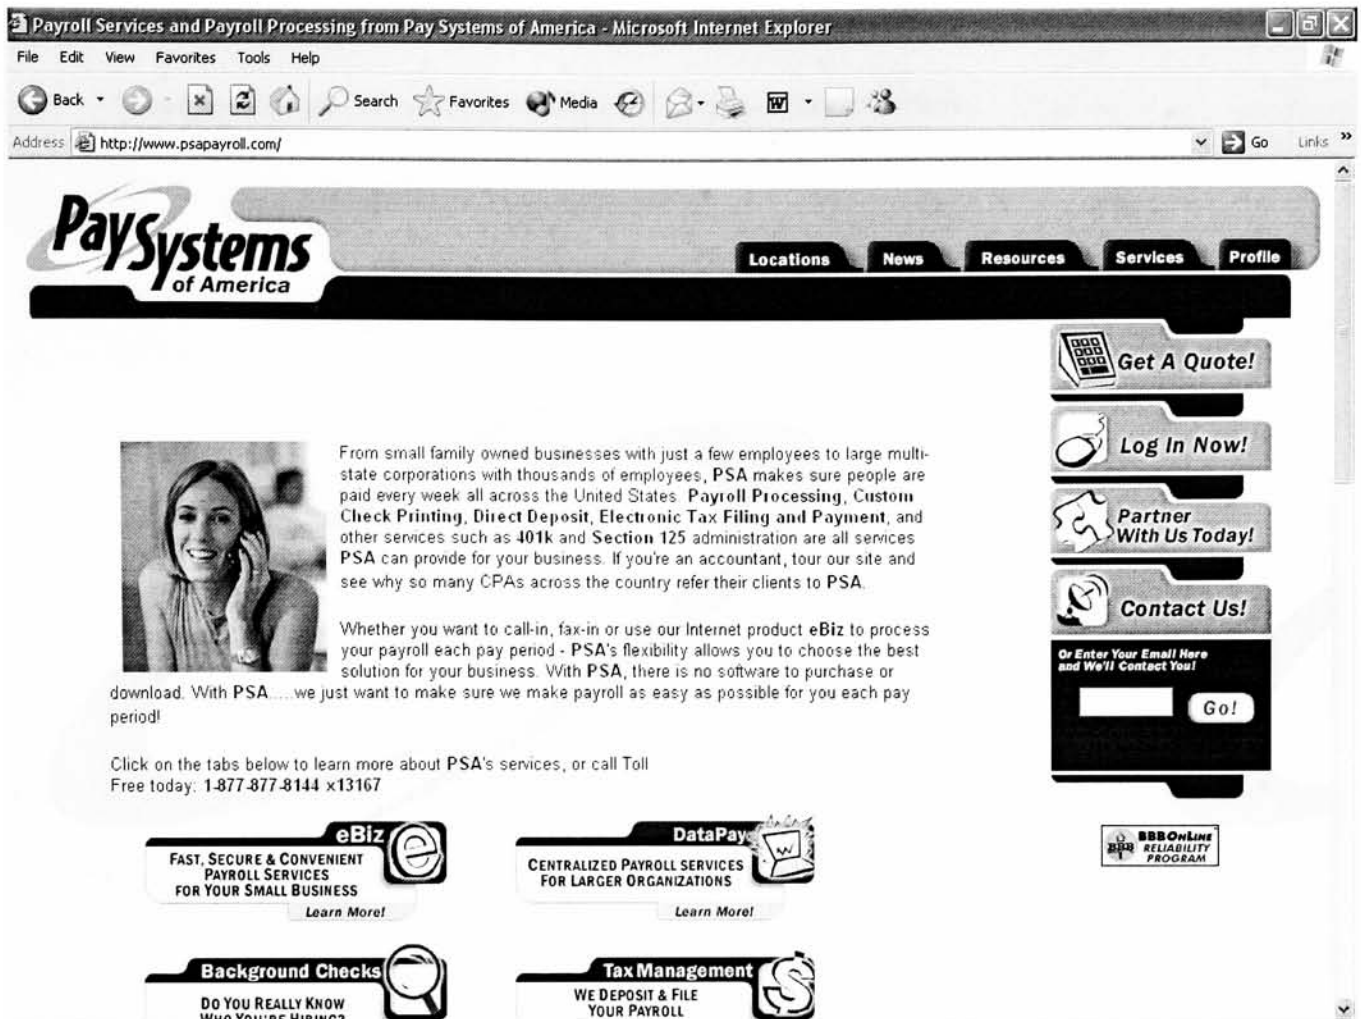 Payroll Services and Payroll Processing from Pay Systems of America - Microsoft Internet Explorer
File Edit View Favorites Tools Help
Back Search Favorites Media
Address http://www.psapayroll.com/ Go Links »
Pay Systems
of America
Locations News Resources Services Profile
Get A Quote!
Log In Now!
Partner
With Us Today!
Contact Us!
Or Enter Your Email Here
and We'll Contact You!
Go!
BBBOnLine
BBB RELIABILITY
PROGRAM
From small family owned businesses with just a few employees to large multi-
state corporations with thousands of employees, PSA makes sure people are
paid every week all across the United States. Payroll Processing, Custom
Check Printing, Direct Deposit, Electronic Tax Filing and Payment, and
other services such as 401k and Section 125 administration are all services
PSA can provide for your business. If you're an accountant, tour our site and
see why so many CPAs across the country refer their clients to PSA.
Whether you want to call-in, fax-in or use our Internet product eBiz to process
your payroll each pay period - PSA's flexibility allows you to choose the best
solution for your business. With PSA, there is no software to purchase or
download. With PSA.....we just want to make sure we make payroll as easy as possible for you each pay
period!
Click on the tabs below to learn more about PSA's services, or call Toll
Free today: 1-877-877-8144 x13167
eBiz
FAST, SECURE & CONVENIENT
PAYROLL SERVICES
FOR YOUR SMALL BUSINESS
Learn More!
DataPay
CENTRALIZED PAYROLL SERVICES
FOR LARGER ORGANIZATIONS
Learn More!
Background Checks
DO YOU REALLY KNOW
WHO YOU'RE HIRING?
Tax Management
WE DEPOSIT & FILE
YOUR PAYROLL